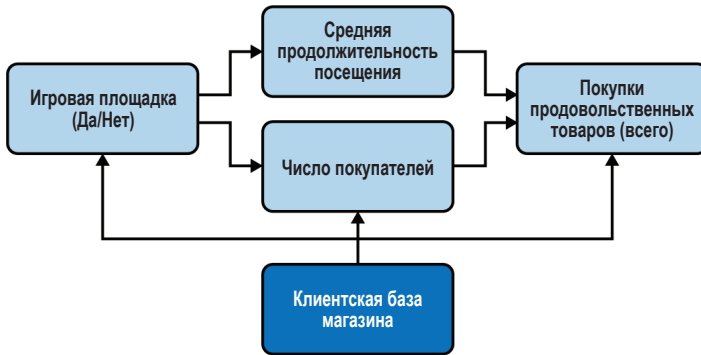 Средняя
продолжительность
посещения
Игровая площадка
(Да/Нет)
Покупки
продовольственных
товаров (всего)
Число покупателей
Клиентская база
магазина